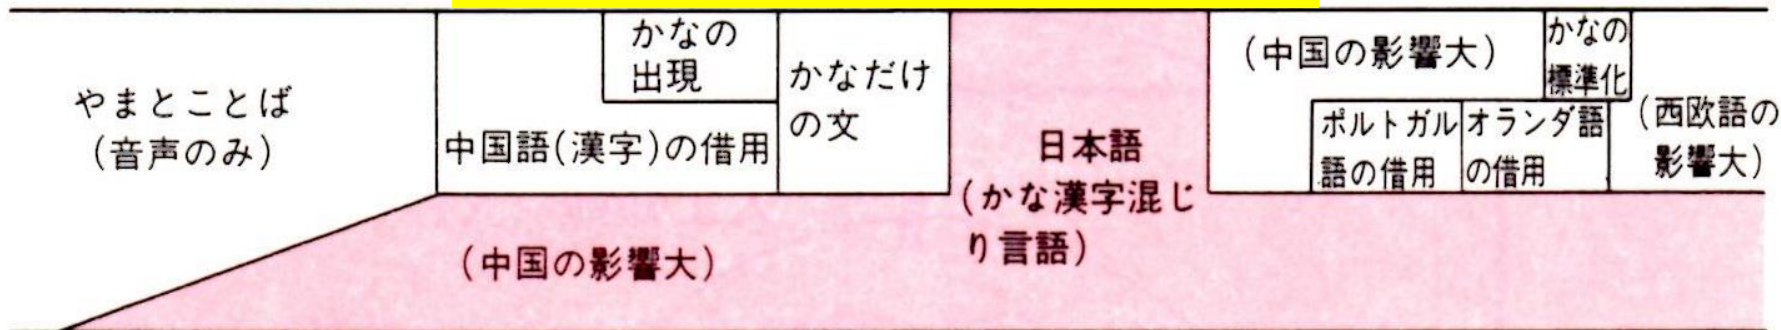 やまとことば
(音声のみ)
かなの
出現
中国語(漢字)の借用
かなだけ
の文
(中国の影響大)
日本語
(かな漢字混じ
り言語)
(中国の影響大)
かなの
標準化
ポルトガル
語の借用
オランダ語
の借用
(西欧語の
影響大)